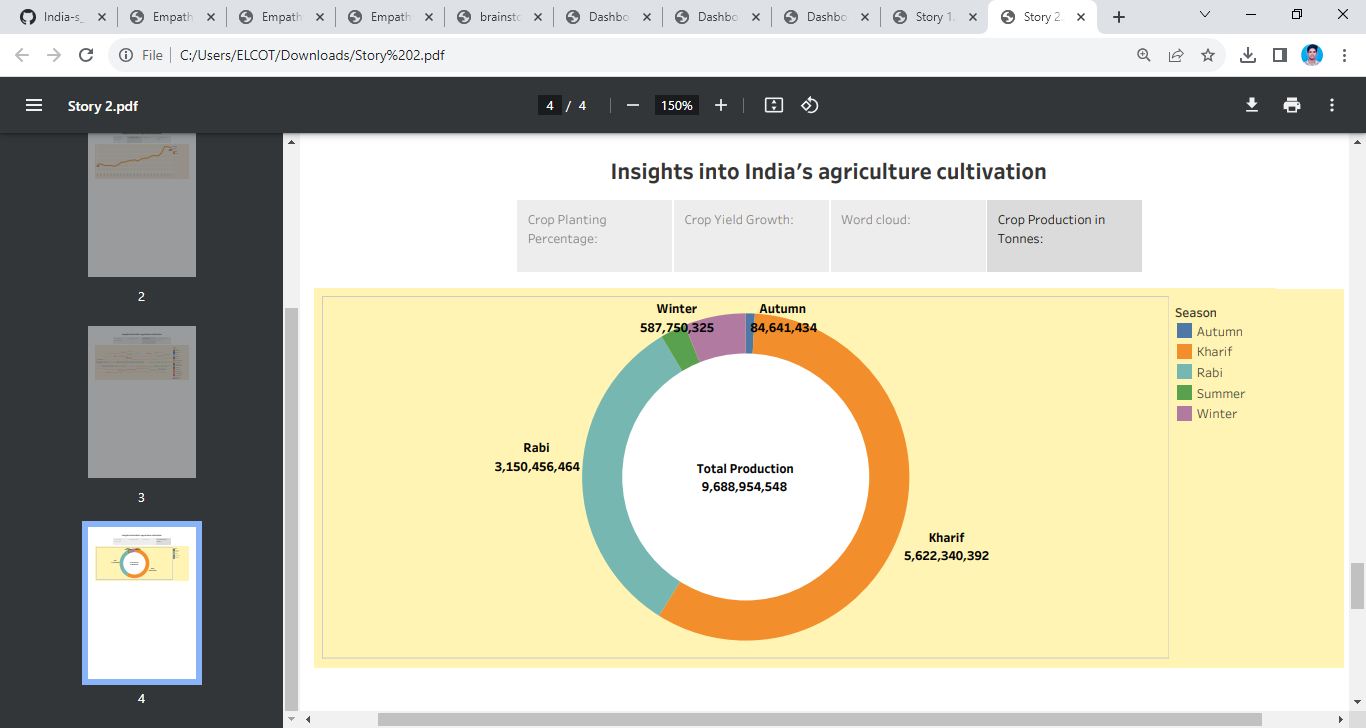 India-s_
Empath
Empath
Empath
brainsto
Dashbo
Dashbo
Dashbo
Story 1.
Story 2.
File
C:/Users/ELCOT/Downloads/Story%202.pdf
Story 2.pdf
4 / 4
150%
2
3
4
Insights into India's agriculture cultivation
Crop Planting
Percentage:
Crop Yield Growth:
Word cloud:
Crop Production in
Tonnes:
Winter
587,750,325
Autumn
84,641,434
Rabi
3,150,456,464
Total Production
9,688,954,548
Kharif
5,622,340,392
Season
Autumn
Kharif
Rabi
Summer
Winter